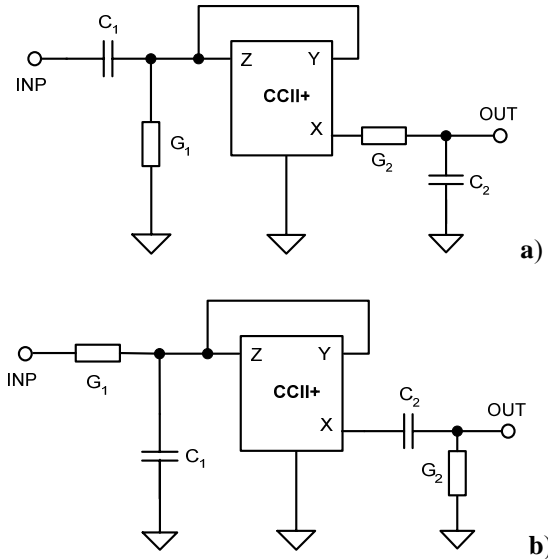 C₁
INP
Z
Y
CCII+
X
G₁
G₂
C₂
OUT
a)
INP
G₁
C₁
Z
Y
CCII+
X
C₂
OUT
G₂
b)